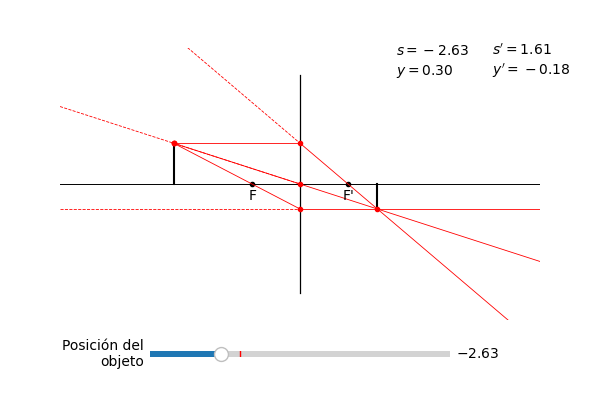 s = −2.63 s′ = 1.61
y = 0.30 y′ = −0.18
F F'
Posición del
objeto
−2.63